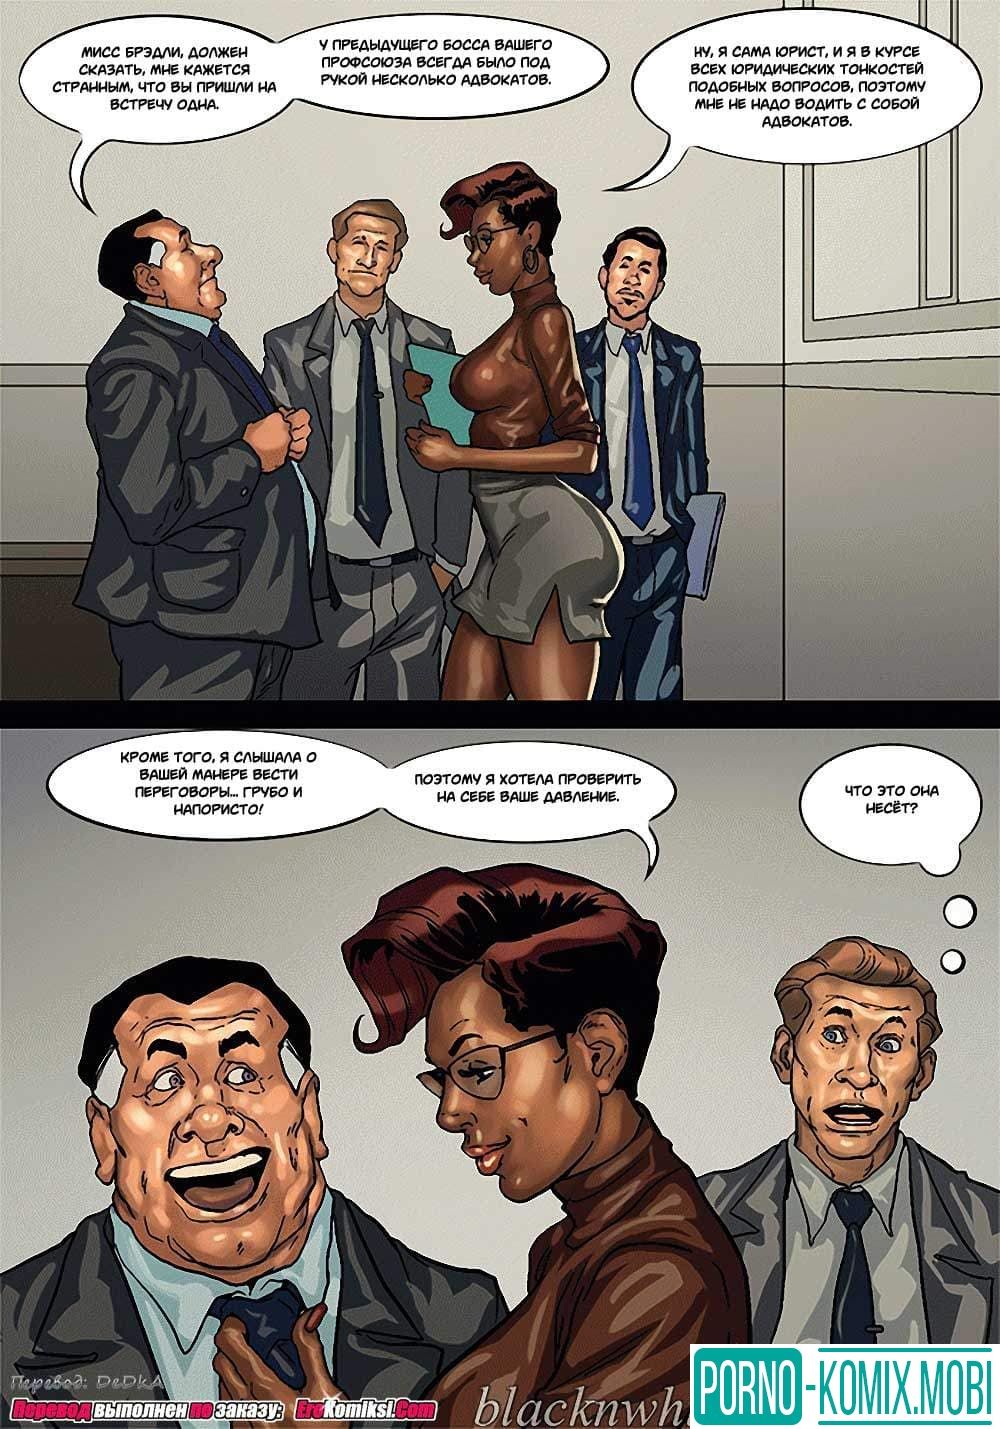 МИСС БРЭДЛИ, ДОЛЖЕН
СКАЗАТЬ, МНЕ КАЖЕТСЯ
СТРАННЫМ, ЧТО ВЫ ПРИШЛИ НА
ВСТРЕЧУ ОДНА.
У ПРЕДЫДУЩЕГО БОССА ВАШЕГО
ПРОФСОЮЗА ВСЕГДА БЫЛО ПОД
РУКОЙ НЕСКОЛЬКО АДВОКАТОВ.
НУ, Я САМА ЮРИСТ, И Я В КУРСЕ
ВСЕХ ЮРИДИЧЕСКИХ ТОНКОСТЕЙ
ПОДОБНЫХ ВОПРОСОВ, ПОЭТОМУ
МНЕ НЕ НАДО ВОДИТЬ С СОБОЙ
АДВОКАТОВ.
КРОМЕ ТОГО, Я СЛЫШАЛА О
ВАШЕЙ МАНЕРЕ ВЕСТИ
ПЕРЕГОВОРЫ... ГРУБО И
НАПОРИСТО!
ПОЭТОМУ Я ХОТЕЛА ПРОВЕРИТЬ
НА СЕБЕ ВАШЕ ДАВЛЕНИЕ.
ЧТО ЭТО ОНА
НЕСЁТ?
Перевод: DeDkA
Перевод выполнен по заказу: EroKomiksi.Com
blacknwh
PORNO-KOMIX.MOBI